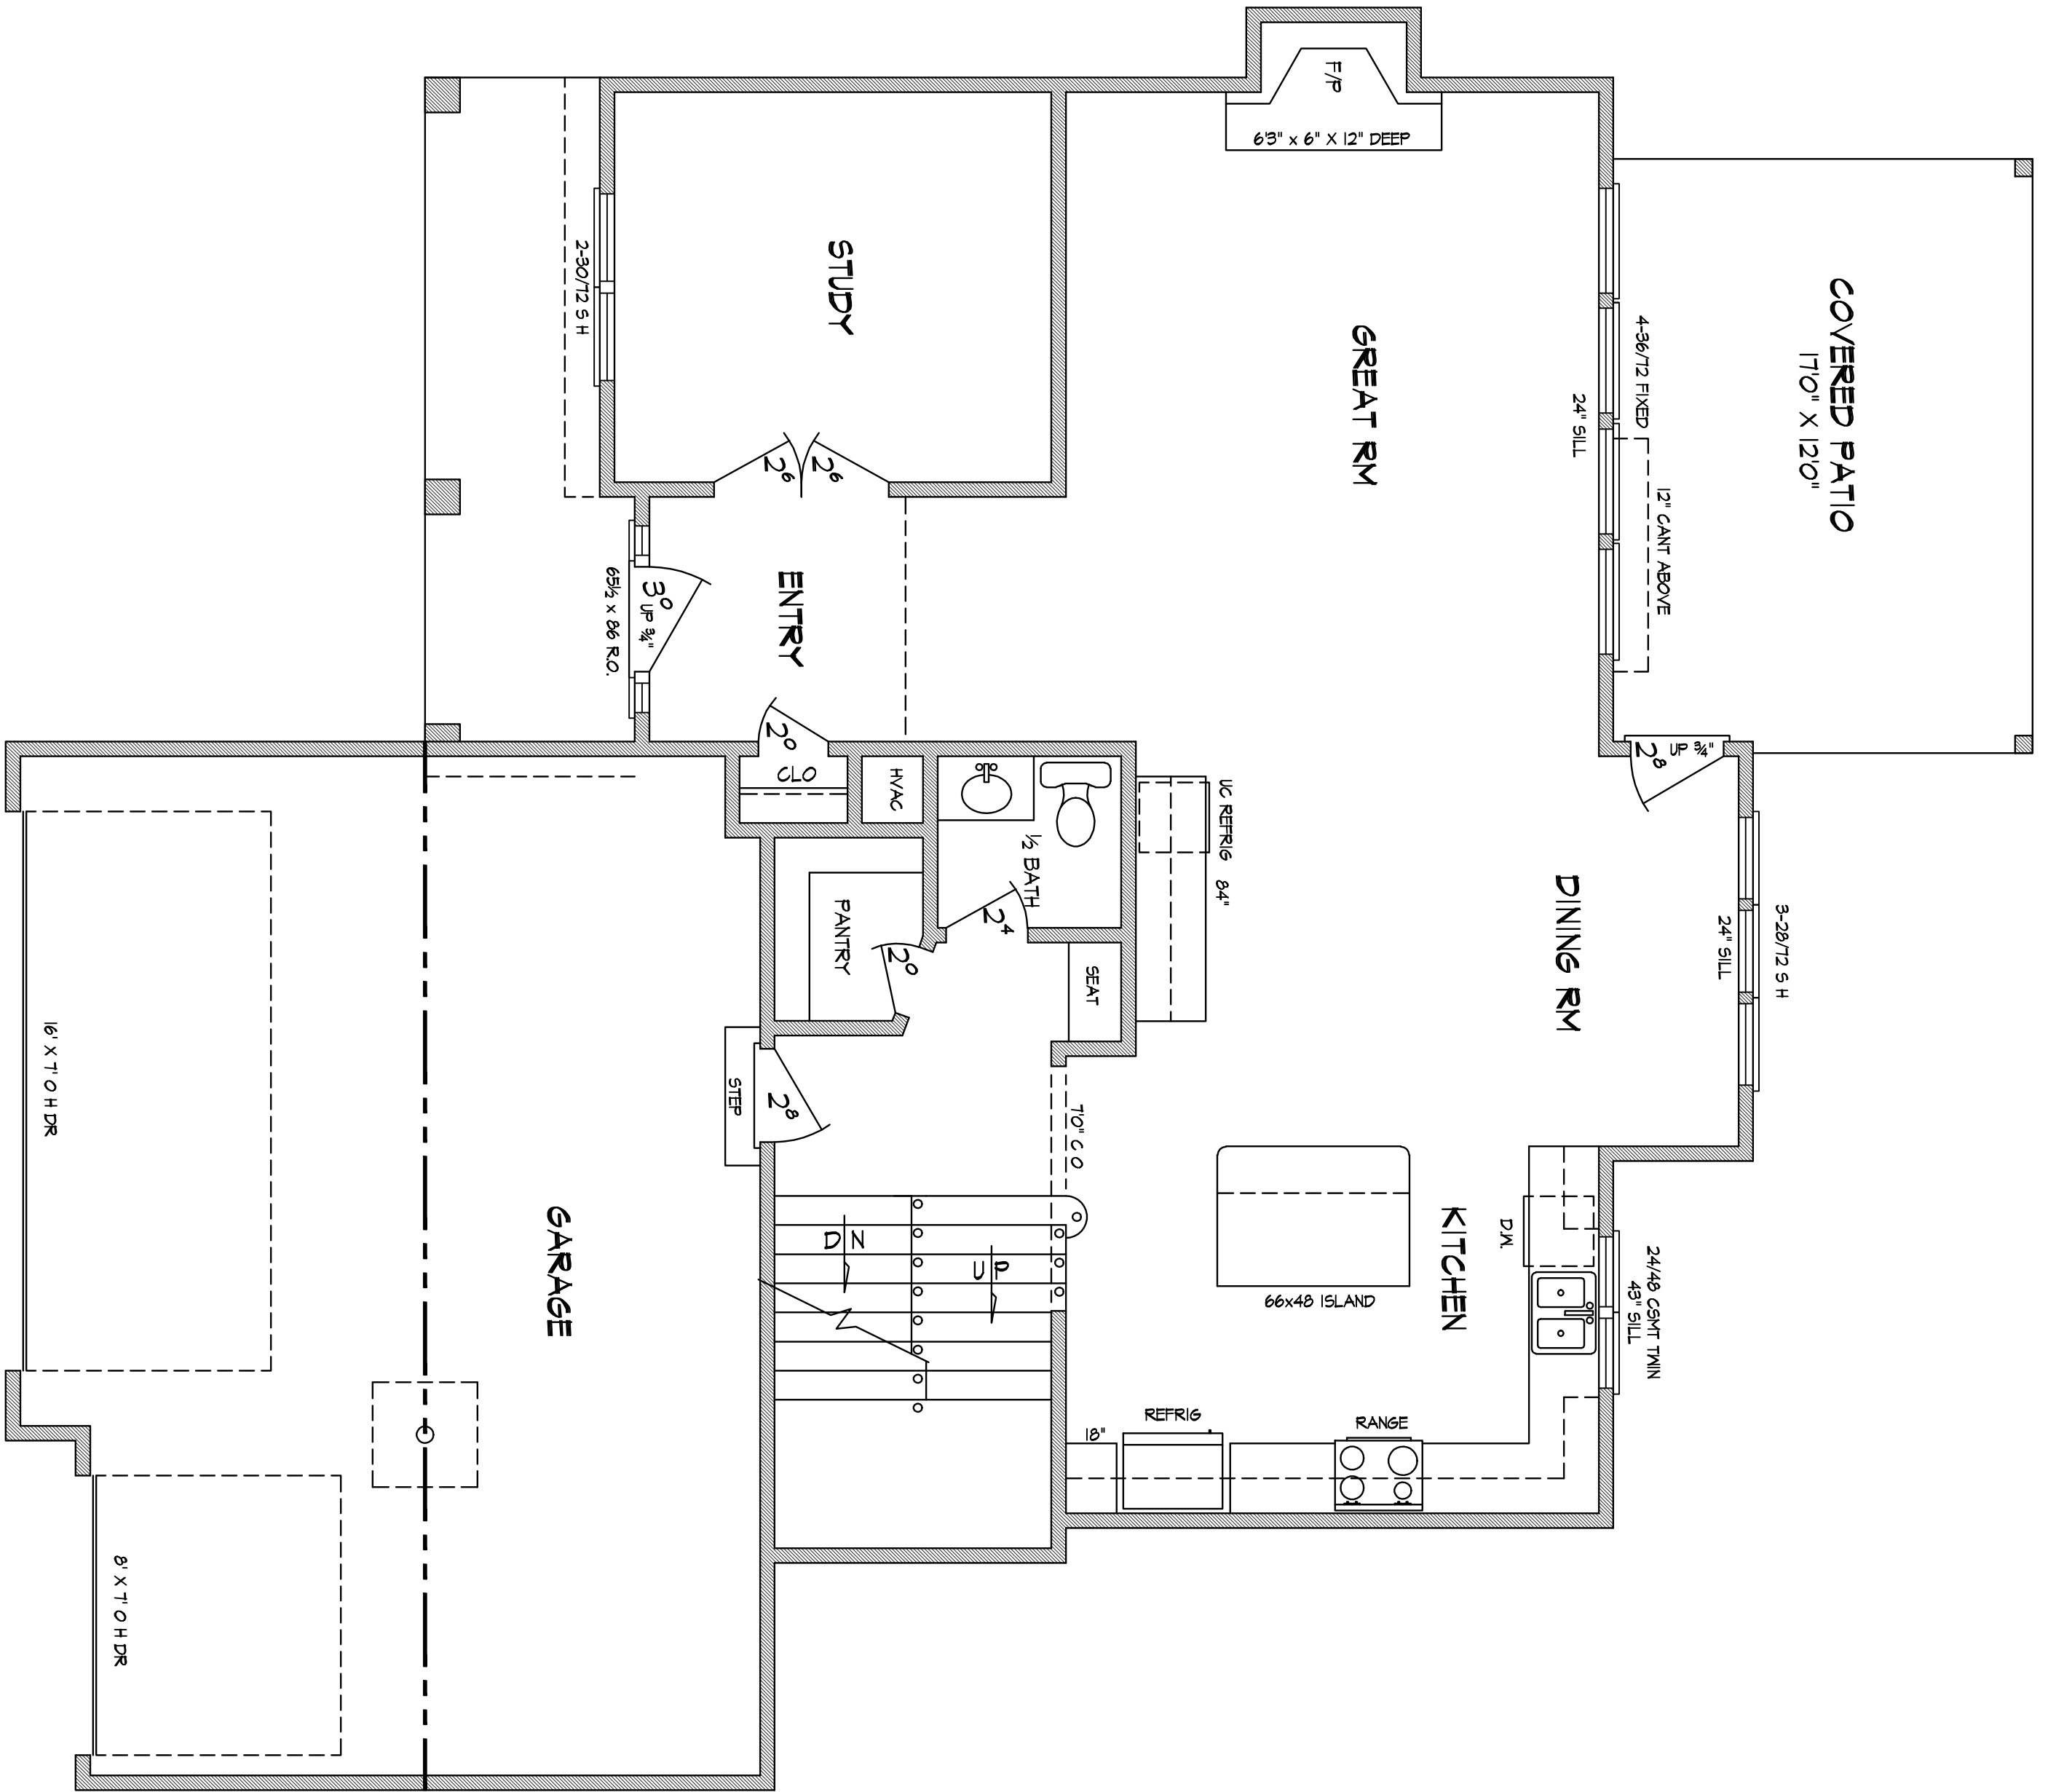 COVERED PATIO
17'0" X 12'0"
12" CANT ABOVE
4-36/72 FIXED
24" SILL
UP ¾"
2⁸
3-28/72 S H
24" SILL
F/P
6'3" x 6" X 12" DEEP
GREAT RM
DINING RM
24/48 CSMT TWIN
43" SILL
D.W.
KITCHEN
66x48 ISLAND
RANGE
REFRIG
18"
UC REFRIG 84"
7'0" C O
SEAT
½ BATH
2⁴
HVAC
CLO
2⁰
PANTRY
2⁰
UP
DN
STUDY
2⁶
2⁶
ENTRY
3⁰
UP ¾"
65½ x 86 R.O.
2-30/72 S H
2⁸
STEP
GARAGE
16' X 7' O H DR
8' X 7' O H DR